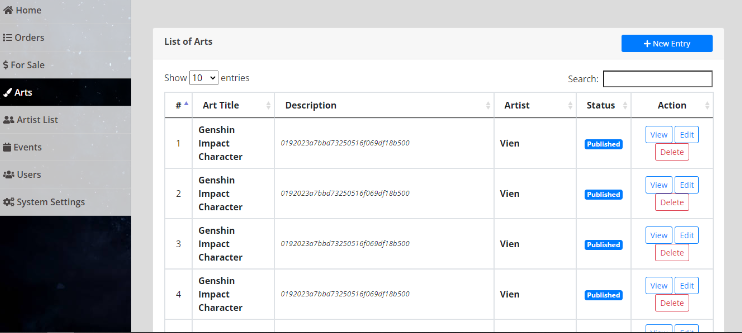 Home
Orders
$ For Sale
Arts
Artist List
Events
Users
System Settings
List of Arts
+ New Entry
Show 10 entries
Search:
# Art Title Description Artist Status Action
1 Genshin Impact Character 0192023a7bbd73250516f069df18b500 Vien Published View Edit Delete
2 Genshin Impact Character 0192023a7bbd73250516f069df18b500 Vien Published View Edit Delete
3 Genshin Impact Character 0192023a7bbd73250516f069df18b500 Vien Published View Edit Delete
4 Genshin Impact Character 0192023a7bbd73250516f069df18b500 Vien Published View Edit Delete